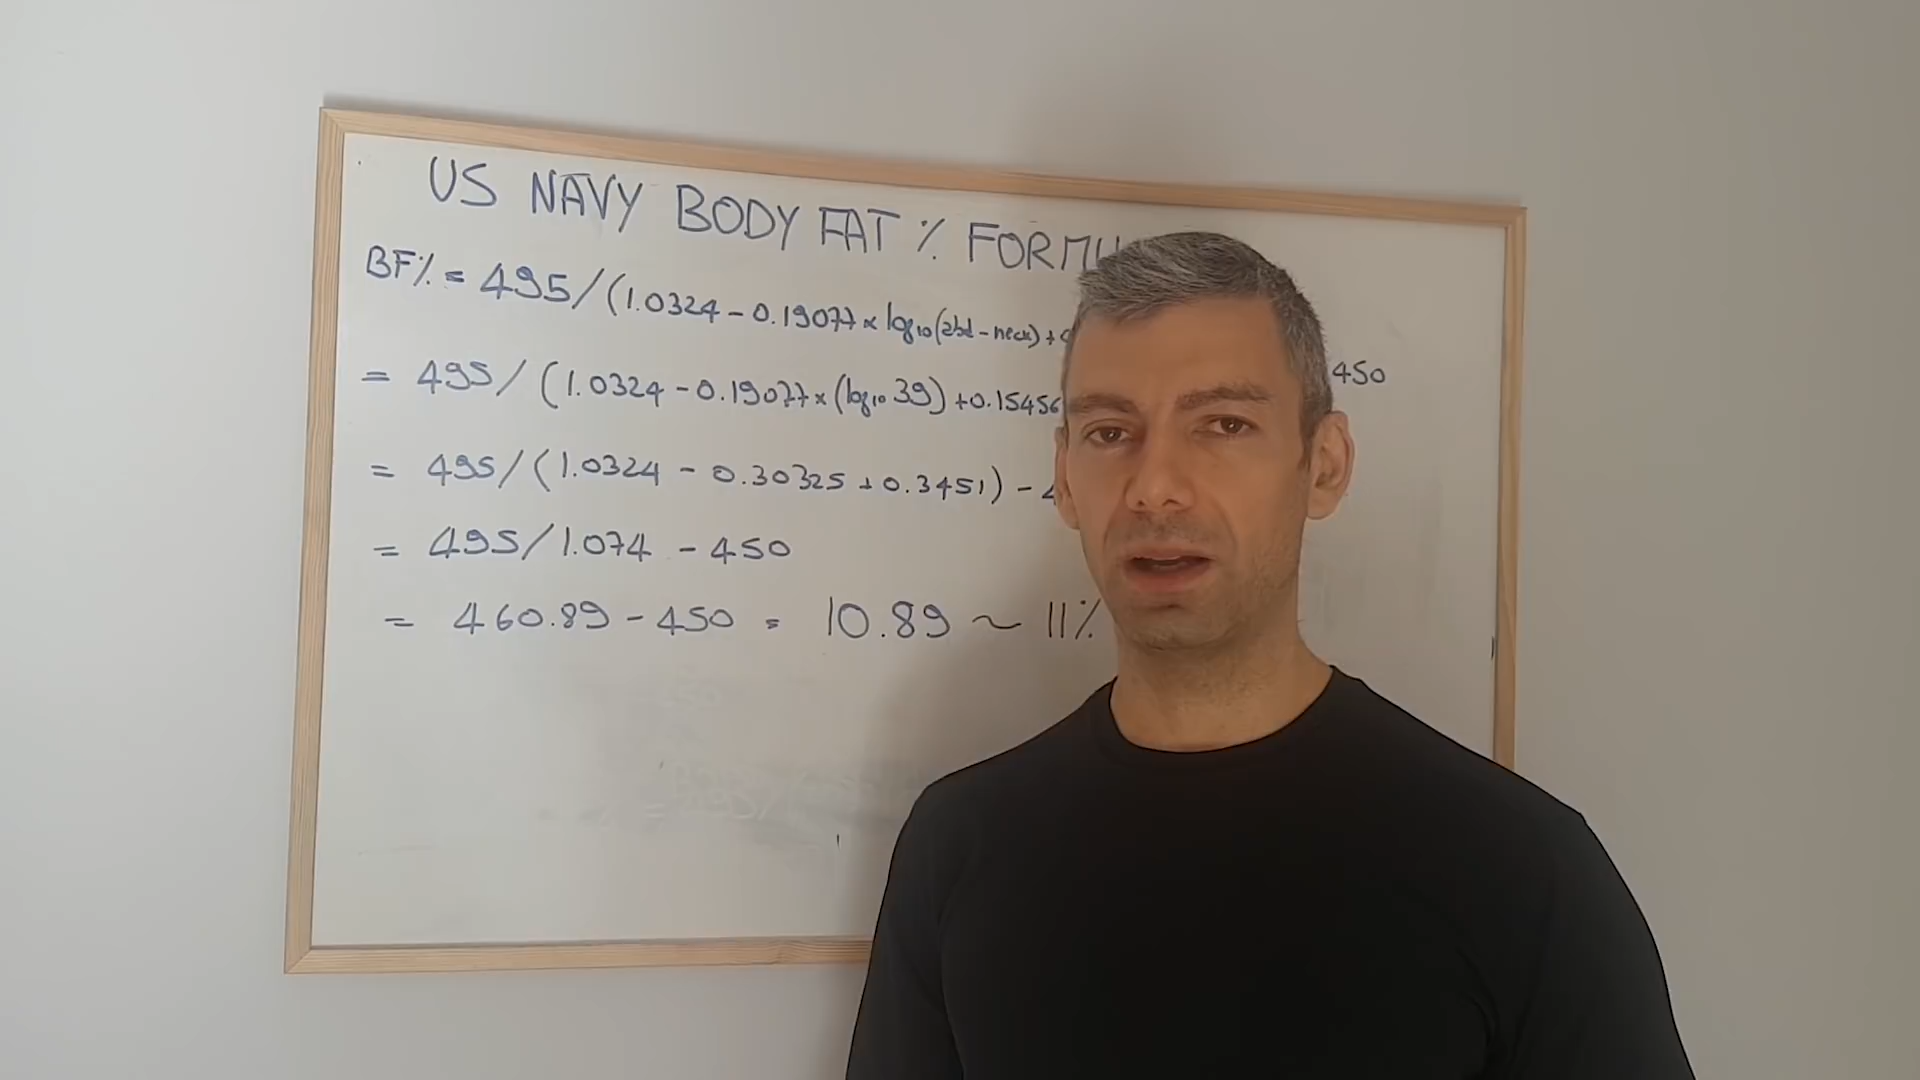 US NAVY BODY FAT % FORMU
BF% = 495/(1.0324 - 0.19077 × log10(abd - neck) +
= 495/(1.0324 - 0.19077 × (log10 39) + 0.15456 450
= 495/(1.0324 - 0.30325 + 0.3451) - 4
= 495/1.074 - 450
= 460.89 - 450 = 10.89 ~ 11%